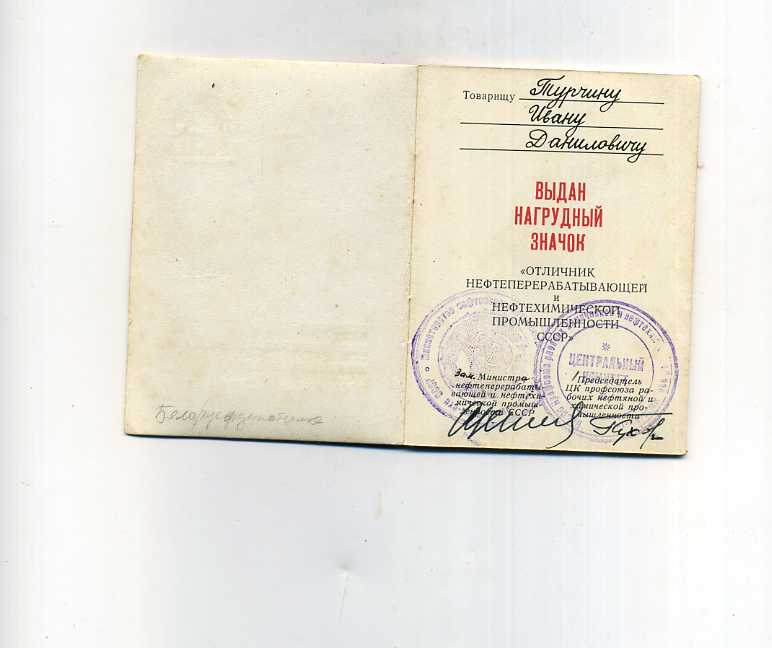 Товарищу Турчину
Ивану
Даниловичу
ВЫДАН
НАГРУДНЫЙ
ЗНАЧОК
«ОТЛИЧНИК
НЕФТЕПЕРЕРАБАТЫВАЮЩЕЙ
и
НЕФТЕХИМИЧЕСКОЙ
ПРОМЫШЛЕННОСТИ
СССР»
ЦЕНТРАЛЬНЫЙ
Зам. Министра
нефтеперерабаты-
вающей и нефтехи-
мической промыш-
ленности СССР
Председатель
ЦК профсоюза ра-
бочих нефтяной и
химической про-
мышленности